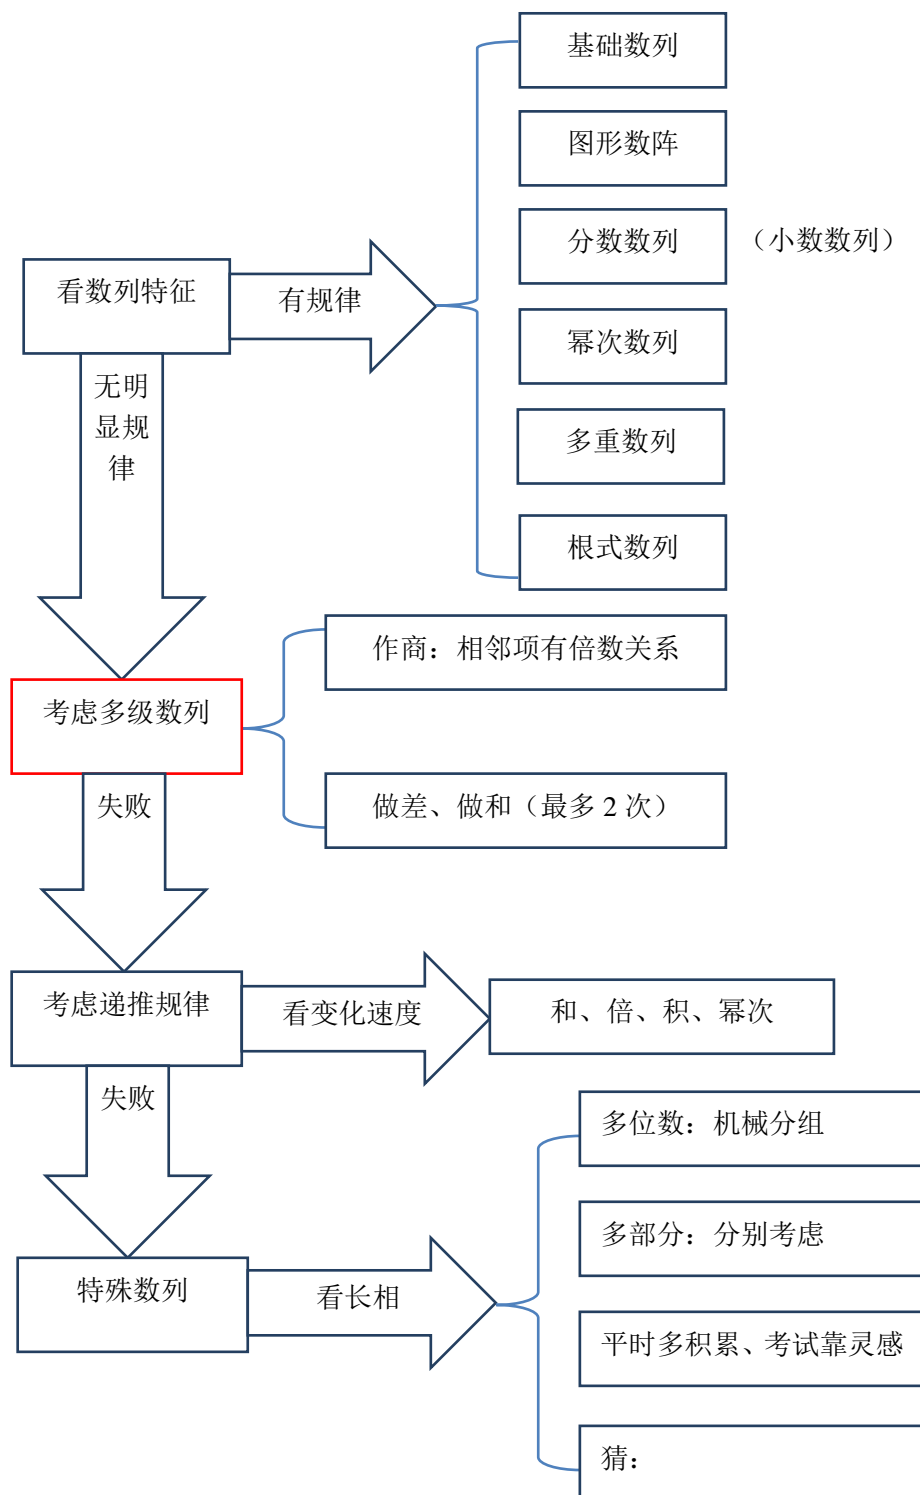 基础数列
图形数阵
分数数列
（小数数列）
看数列特征
有规律
幂次数列
无明
显规
律
多重数列
根式数列
作商：相邻项有倍数关系
考虑多级数列
失败
做差、做和（最多 2 次）
考虑递推规律
看变化速度
和、倍、积、幂次
失败
多位数：机械分组
多部分：分别考虑
特殊数列
看长相
平时多积累、考试靠灵感
猜：